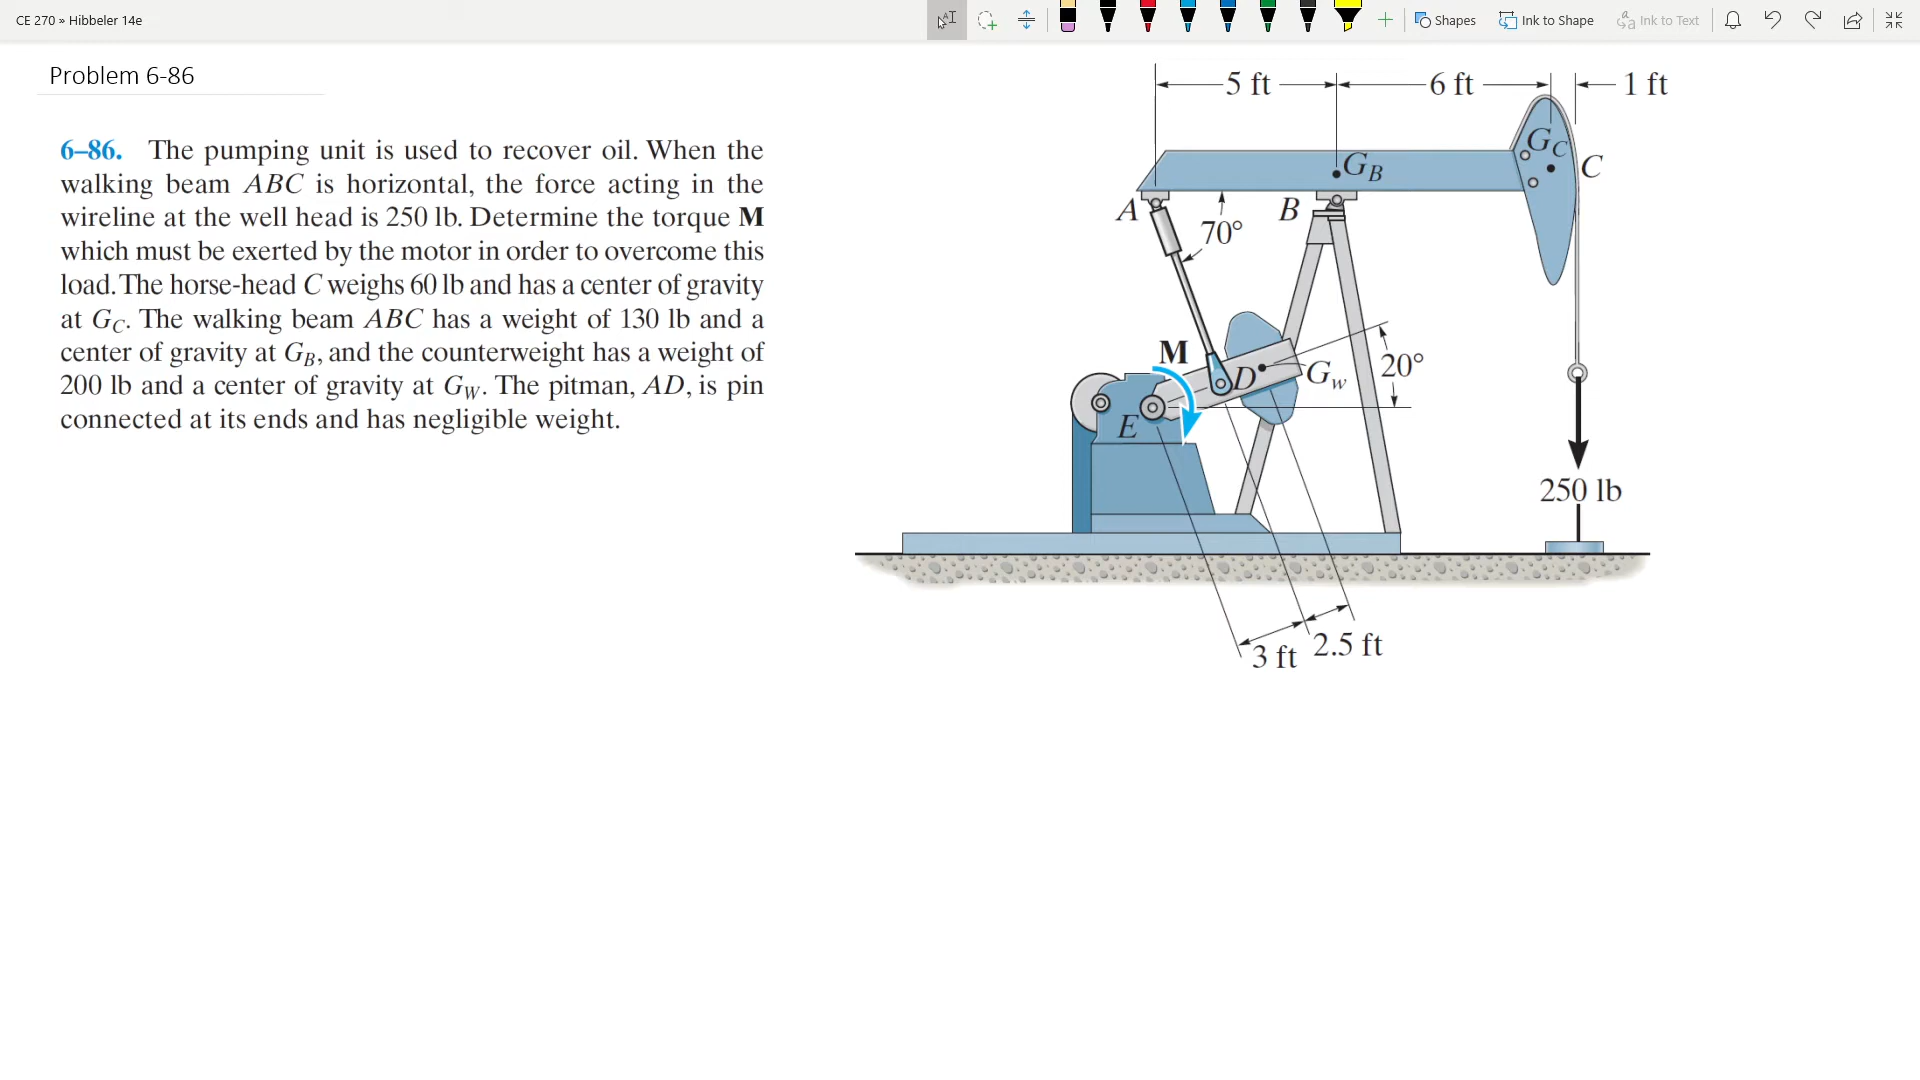 CE 270 » Hibbeler 14e
Shapes
Ink to Shape
Ink to Text
Problem 6-86
6–86. The pumping unit is used to recover oil. When the
walking beam ABC is horizontal, the force acting in the
wireline at the well head is 250 lb. Determine the torque M
which must be exerted by the motor in order to overcome this
load. The horse-head C weighs 60 lb and has a center of gravity
at GC. The walking beam ABC has a weight of 130 lb and a
center of gravity at GB, and the counterweight has a weight of
200 lb and a center of gravity at GW. The pitman, AD, is pin
connected at its ends and has negligible weight.
5 ft
6 ft
1 ft
GC
GB
C
A
B
70°
M
D
Gw
20°
E
250 lb
3 ft
2.5 ft